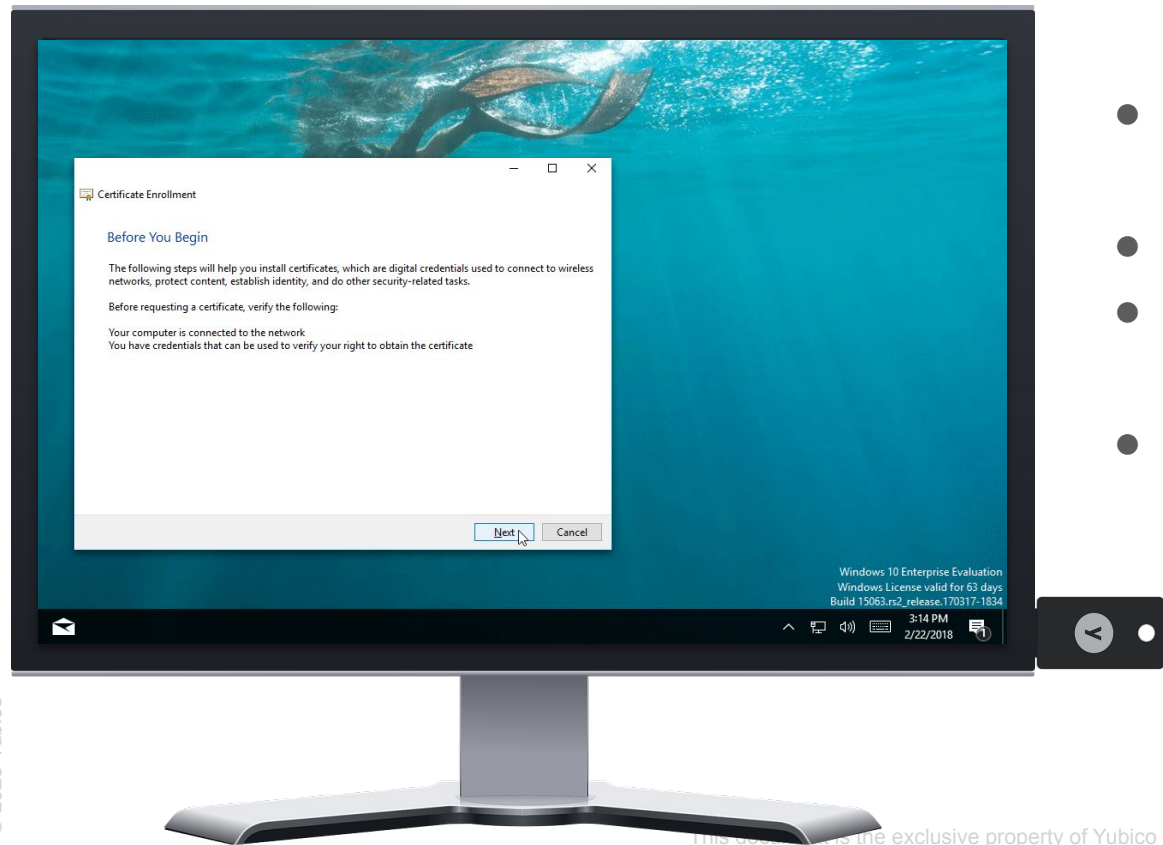 Certificate Enrollment
Before You Begin
The following steps will help you install certificates, which are digital credentials used to connect to wireless
networks, protect content, establish identity, and do other security-related tasks.
Before requesting a certificate, verify the following:
Your computer is connected to the network
You have credentials that can be used to verify your right to obtain the certificate
Next
Cancel
Windows 10 Enterprise Evaluation
Windows License valid for 63 days
Build 15063.rs2_release.170317-1834
3:14 PM
2/22/2018
1
Y
This is the exclusive property of Yubico